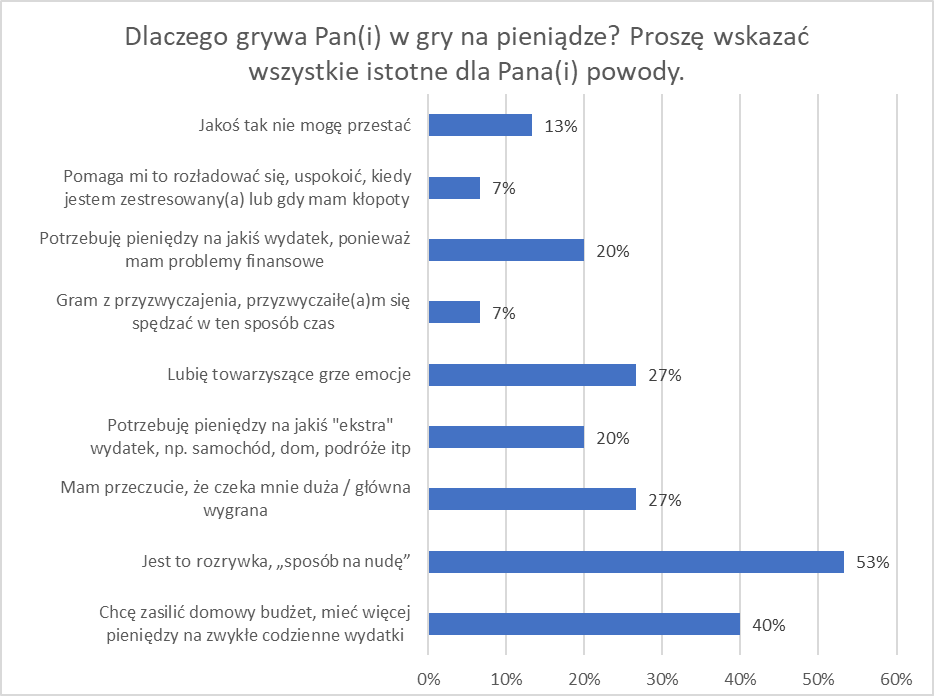 Dlaczego grywa Pan(i) w gry na pieniądze? Proszę wskazać
wszystkie istotne dla Pana(i) powody.
Jakoś tak nie mogę przestać
13%
Pomaga mi to rozładować się, uspokoić, kiedy
jestem zestresowany(a) lub gdy mam kłopoty
7%
Potrzebuję pieniędzy na jakiś wydatek, ponieważ
mam problemy finansowe
20%
Gram z przyzwyczajenia, przyzwyczaiłe(a)m się
spędzać w ten sposób czas
7%
Lubię towarzyszące grze emocje
27%
Potrzebuję pieniędzy na jakiś "ekstra"
wydatek, np. samochód, dom, podróże itp
20%
Mam przeczucie, że czeka mnie duża / główna
wygrana
27%
Jest to rozrywka, „sposób na nudę”
53%
Chcę zasilić domowy budżet, mieć więcej
pieniędzy na zwykłe codzienne wydatki
40%
0% 10% 20% 30% 40% 50% 60%